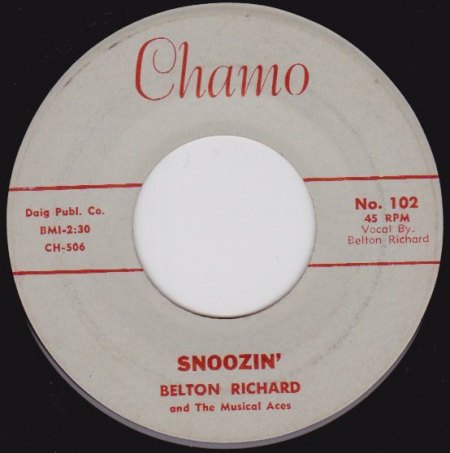 Chamo
Daig Publ. Co.
BMI-2:30
CH-506
No. 102
45 RPM
Vocal By.
Belton Richard
SNOOZIN'
BELTON RICHARD
and The Musical Aces